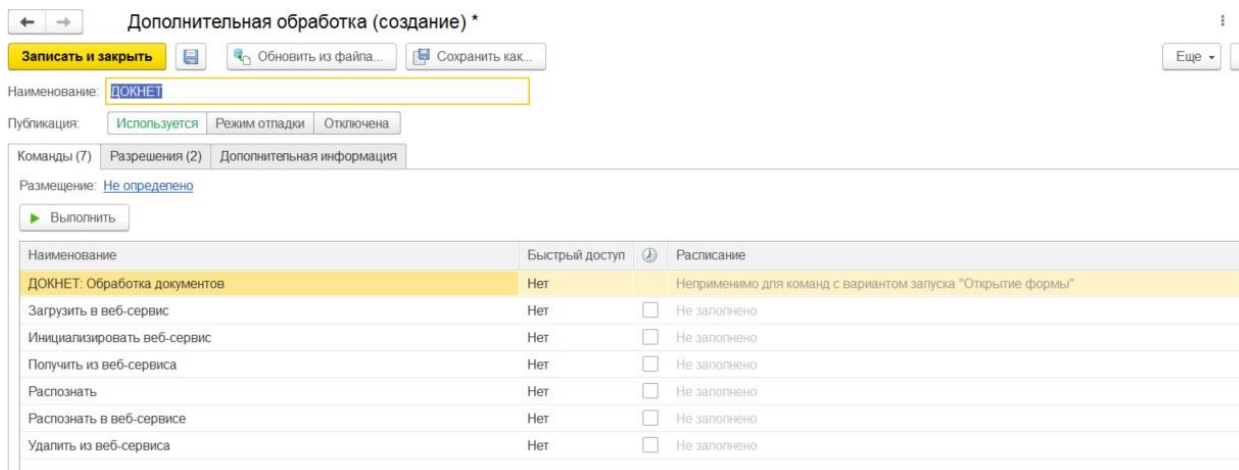 Дополнительная обработка (создание) *
Записать и закрыть Обновить из файла... Сохранить как... Еще
Наименование: ДОКНЕТ
Публикация: Используется Режим отладки Отключена
Команды (7) Разрешения (2) Дополнительная информация
Размещение: Не определено
Выполнить
Наименование Быстрый доступ Расписание
ДОКНЕТ: Обработка документов Нет Неприменимо для команд с вариантом запуска "Открытие формы"
Загрузить в веб-сервис Нет Не заполнено
Инициализировать веб-сервис Нет Не заполнено
Получить из веб-сервиса Нет Не заполнено
Распознать Нет Не заполнено
Распознать в веб-сервисе Нет Не заполнено
Удалить из веб-сервиса Нет Не заполнено